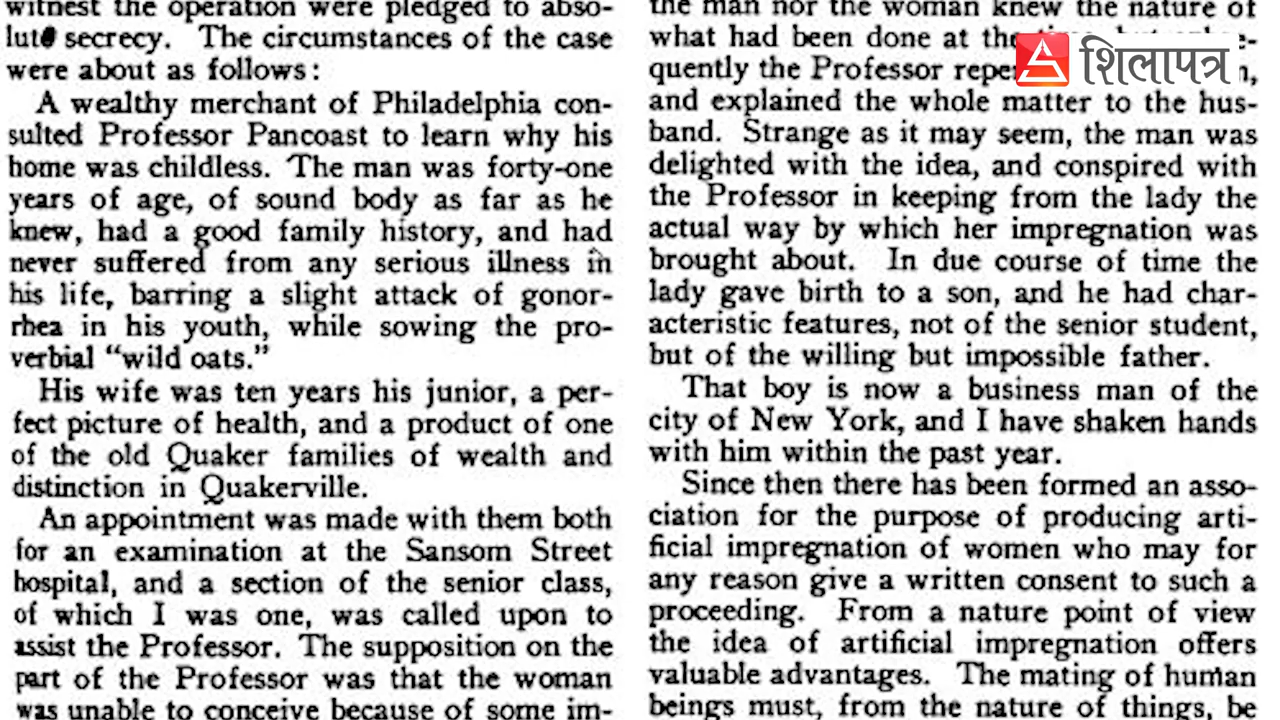 witness the operation were pledged to abso-
lute secrecy. The circumstances of the case
were about as follows:
A wealthy merchant of Philadelphia con-
sulted Professor Pancoast to learn why his
home was childless. The man was forty-one
years of age, of sound body as far as he
knew, had a good family history, and had
never suffered from any serious illness in
his life, barring a slight attack of gonor-
rhea in his youth, while sowing the pro-
verbial “wild oats.”
His wife was ten years his junior, a per-
fect picture of health, and a product of one
of the old Quaker families of wealth and
distinction in Quakerville.
An appointment was made with them both
for an examination at the Sansom Street
hospital, and a section of the senior class,
of which I was one, was called upon to
assist the Professor. The supposition on the
part of the Professor was that the woman
was unable to conceive because of some im-
the man nor the woman knew the nature of
what had been done at the
quently the Professor
and explained the whole matter to the hus-
band. Strange as it may seem, the man was
delighted with the idea, and conspired with
the Professor in keeping from the lady the
actual way by which her impregnation was
brought about. In due course of time the
lady gave birth to a son, and he had char-
acteristic features, not of the senior student,
but of the willing but impossible father.
That boy is now a business man of the
city of New York, and I have shaken hands
with him within the past year.
Since then there has been formed an asso-
ciation for the purpose of producing arti-
ficial impregnation of women who may for
any reason give a written consent to such a
proceeding. From a nature point of view
the idea of artificial impregnation offers
valuable advantages. The mating of human
beings must, from the nature of things, be
शिलापत्र